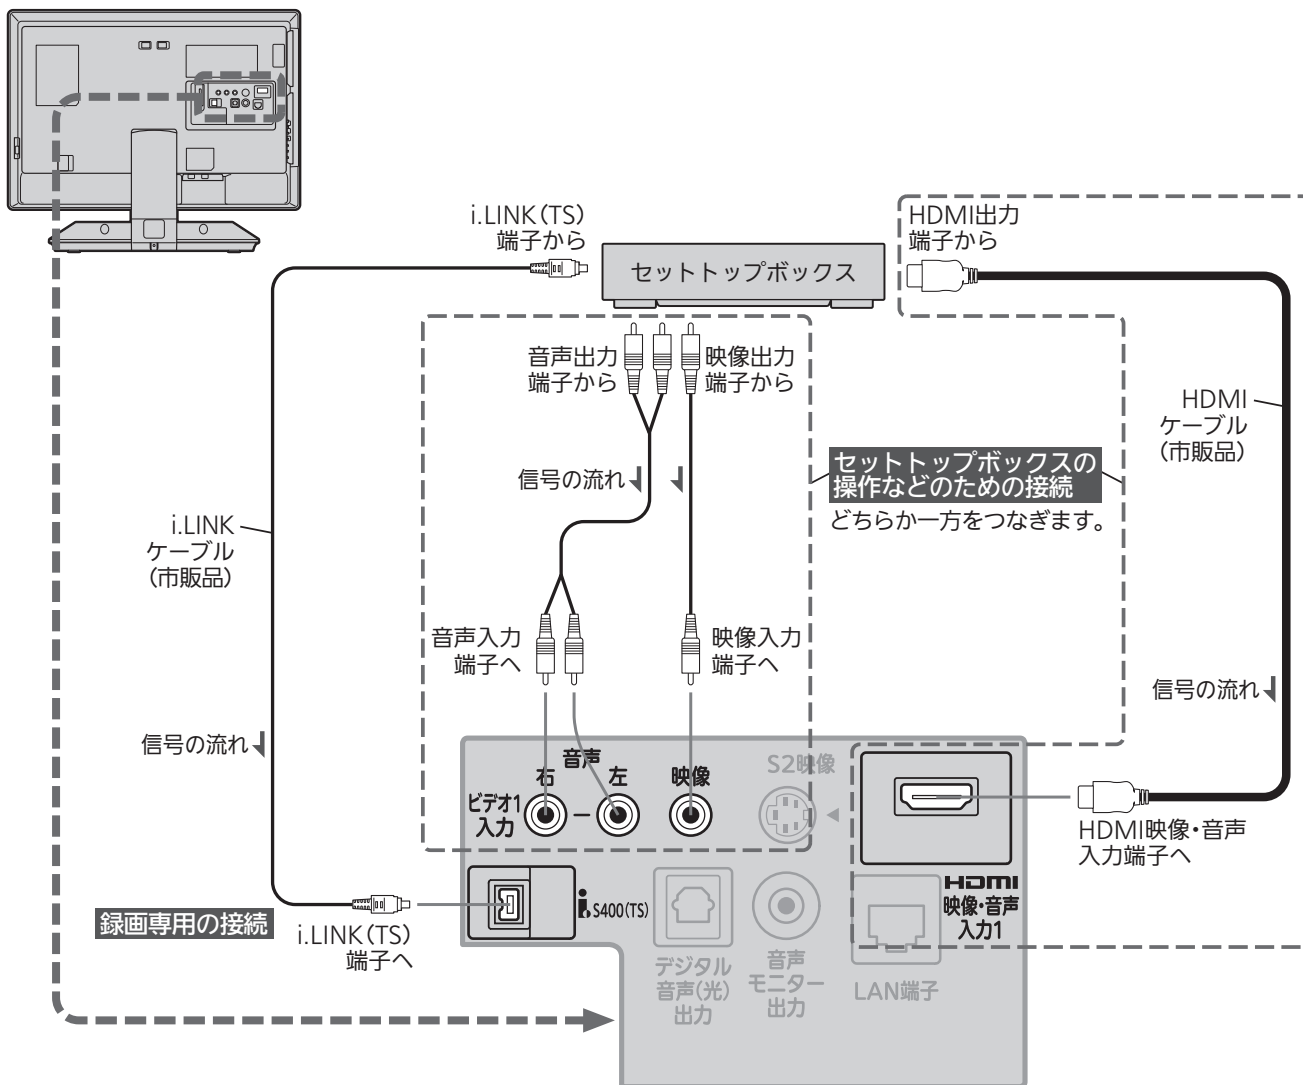 i.LINK(TS)
端子から
HDMI出力
端子から
セットトップボックス
音声出力
端子から
映像出力
端子から
HDMI
ケーブル
(市販品)
セットトップボックスの
操作などのための接続
どちらか一方をつなぎます。
信号の流れ
i.LINK
ケーブル
(市販品)
音声入力
端子へ
映像入力
端子へ
信号の流れ
信号の流れ
音声
右
左
映像
S2映像
ビデオ1
入力
HDMI映像・音声
入力端子へ
HDMI
映像・音声
入力1
i.S400(TS)
録画専用の接続
i.LINK(TS)
端子へ
デジタル
音声(光)
出力
音声
モニター
出力
LAN端子